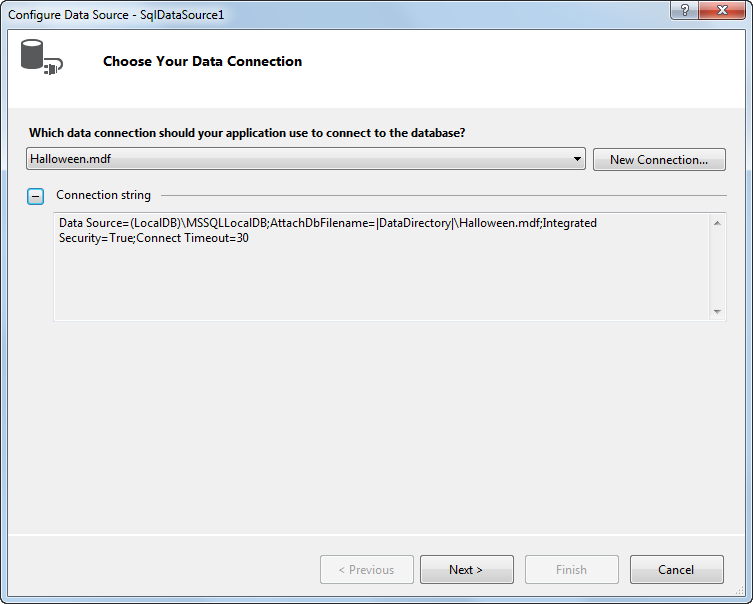 Configure Data Source - SqlDataSource1
?
Choose Your Data Connection
Which data connection should your application use to connect to the database?
Halloween.mdf
New Connection...
Connection string
Data Source=(LocalDB)\MSSQLLocalDB;AttachDbFilename=|DataDirectory|\Halloween.mdf;Integrated
Security=True;Connect Timeout=30
< Previous
Next >
Finish
Cancel